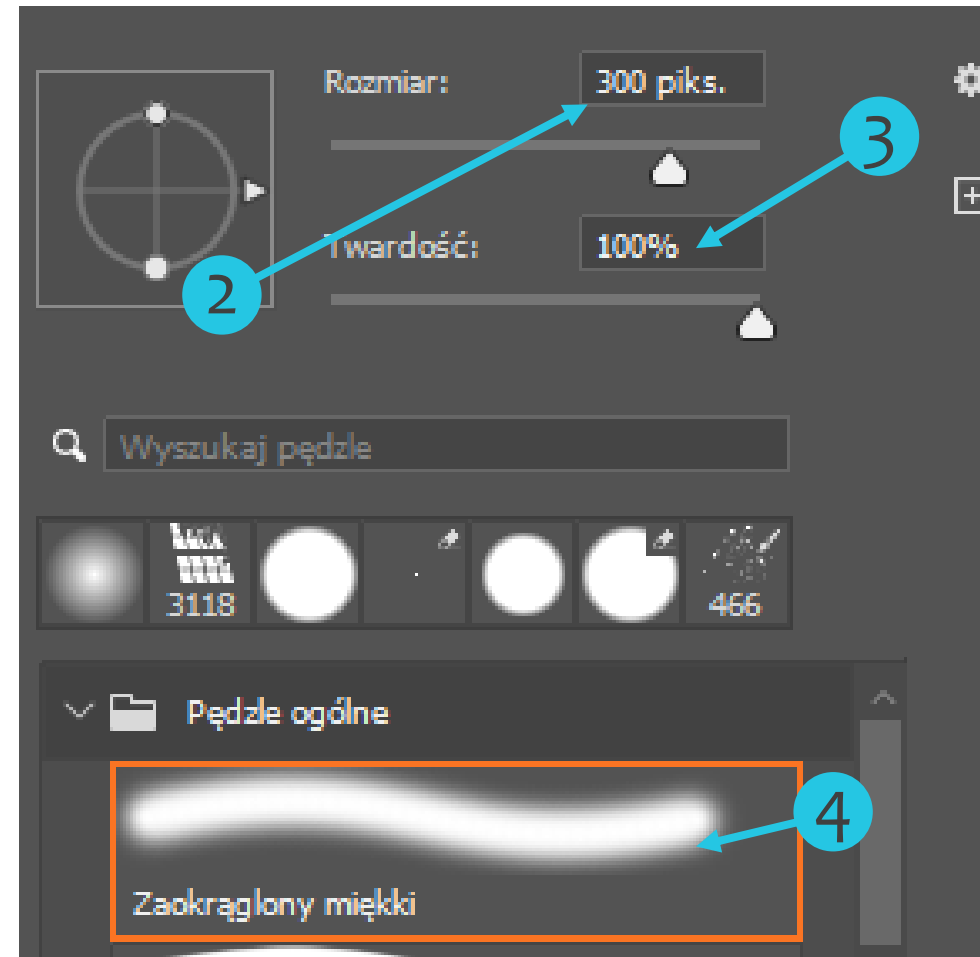 Rozmiar:
300 piks.
3
Twardość:
100%
2
Wyszukaj pędzle
3118
466
Pędzle ogólne
4
Zaokrąglony miękki